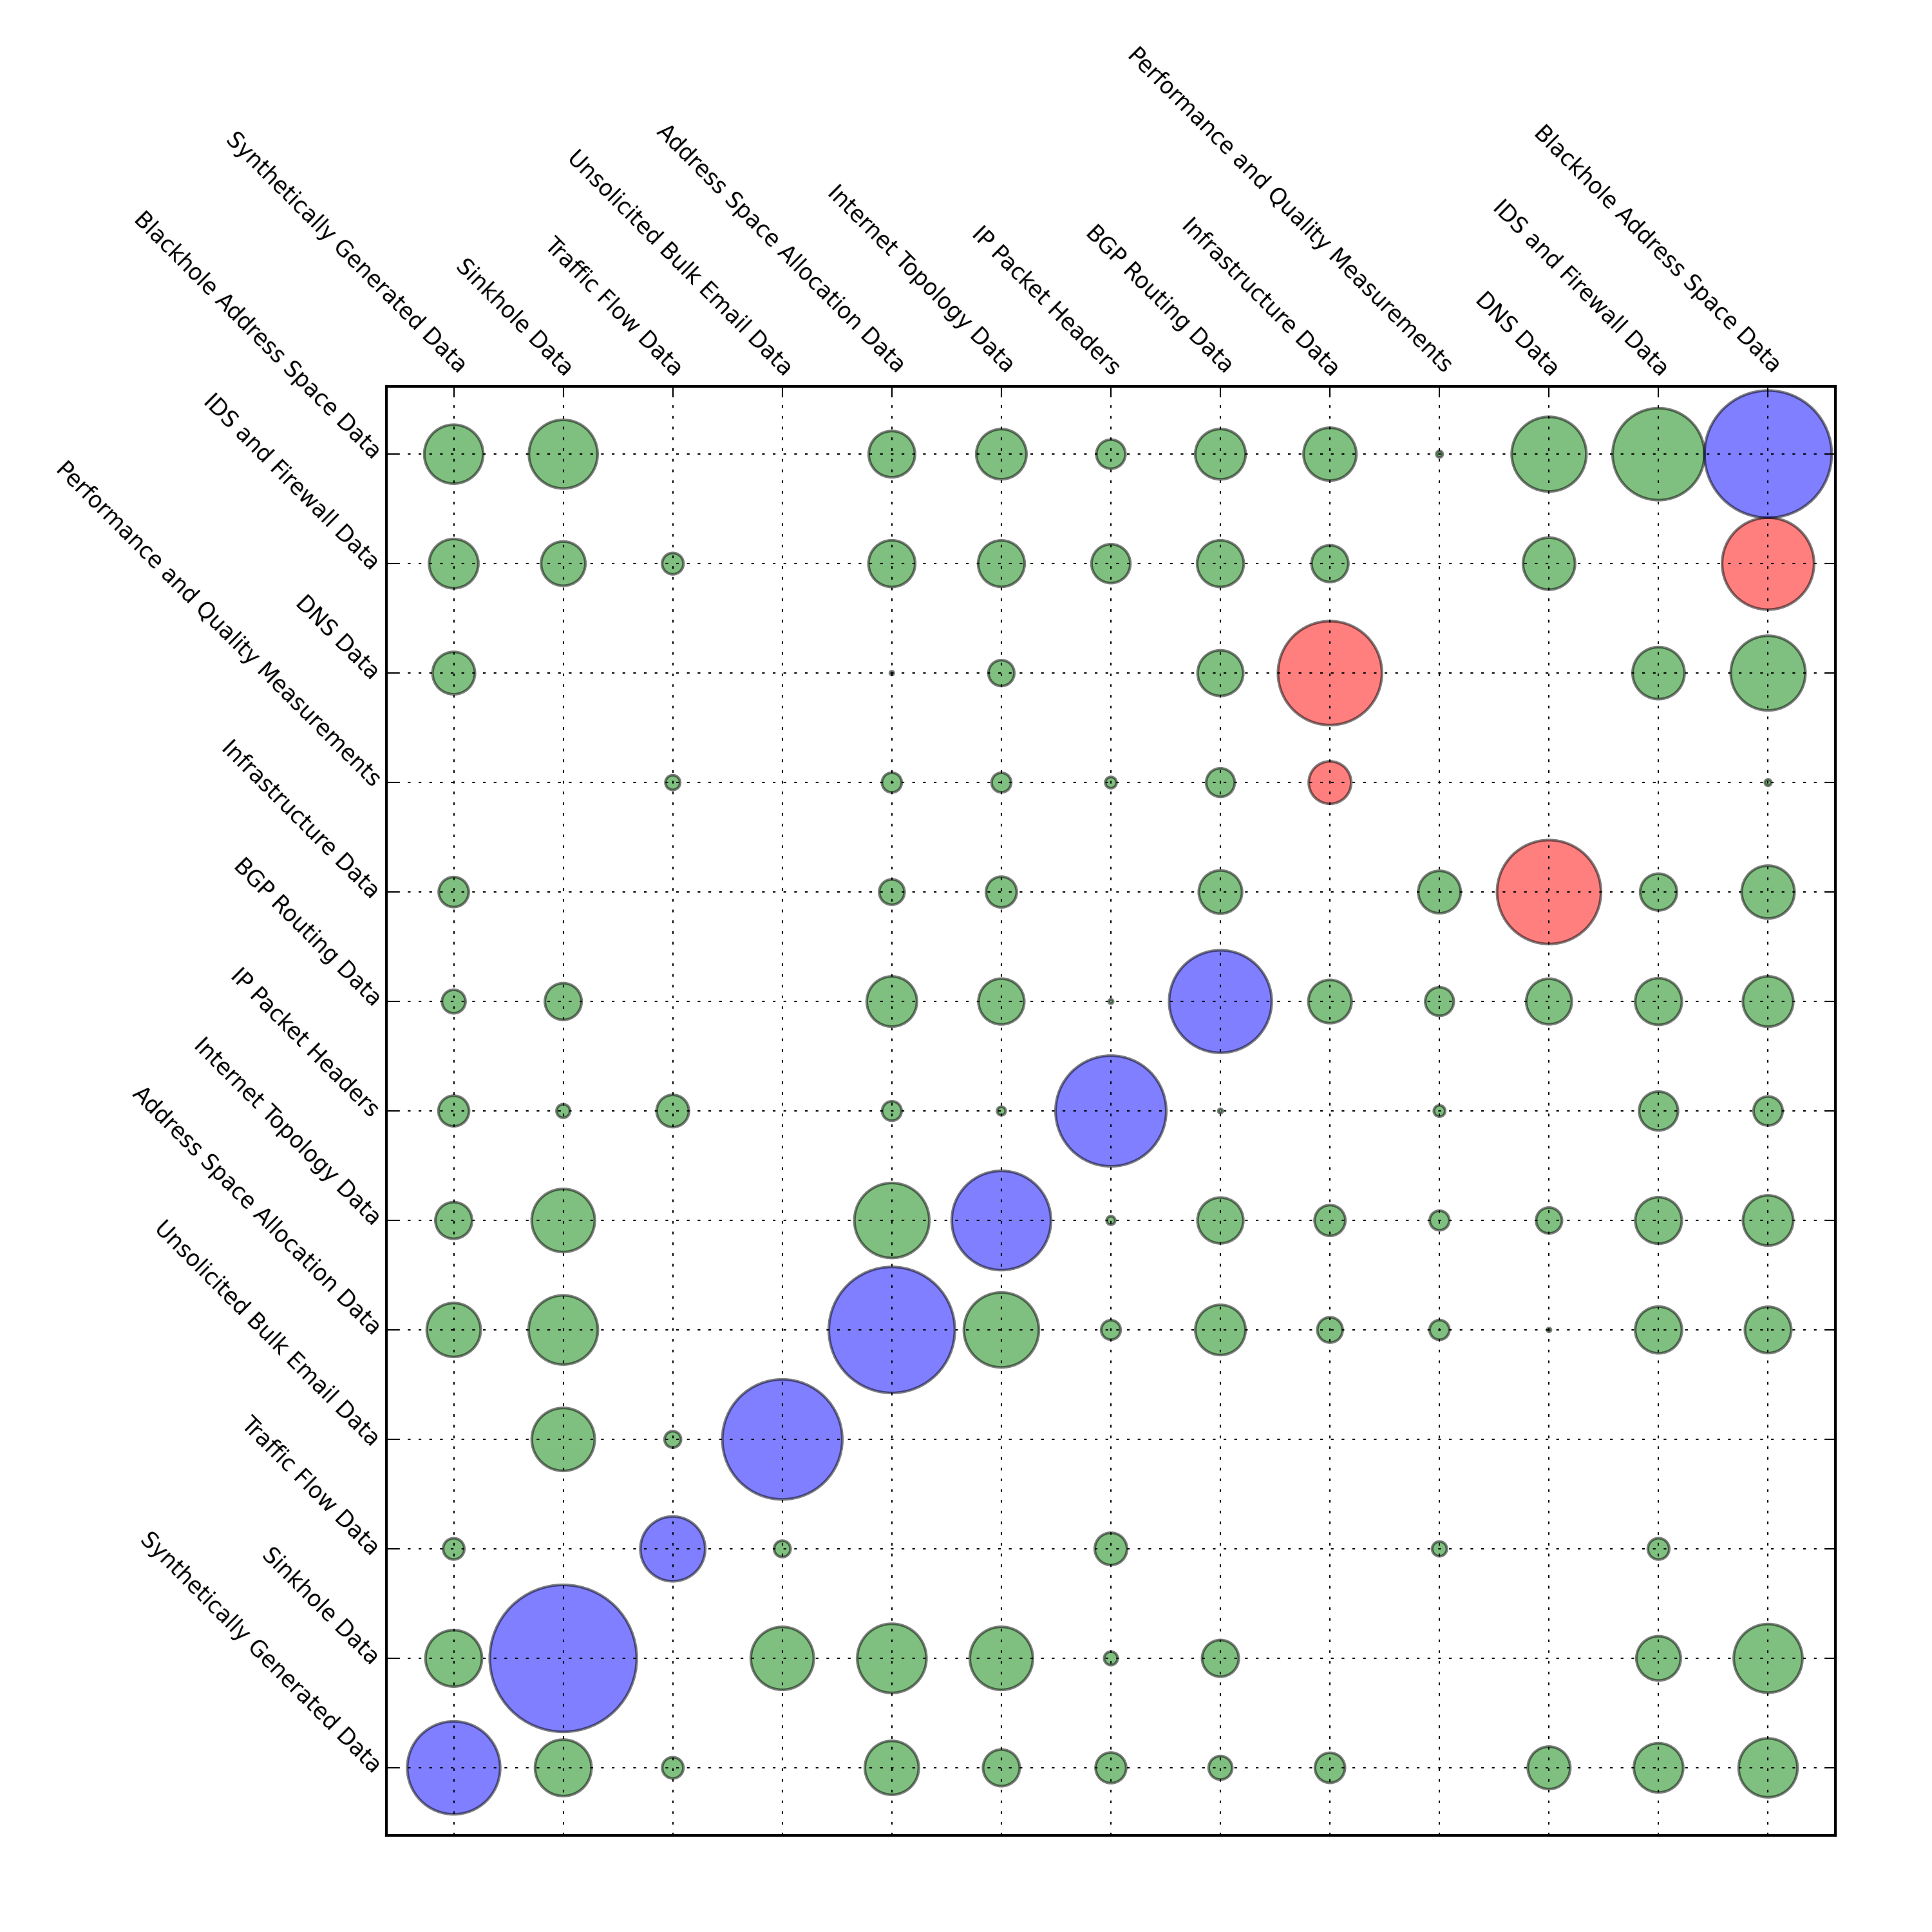 Synthetically Generated Data
Sinkhole Data
Traffic Flow Data
Unsolicited Bulk Email Data
Address Space Allocation Data
Internet Topology Data
IP Packet Headers
BGP Routing Data
Infrastructure Data
Performance and Quality Measurements
DNS Data
IDS and Firewall Data
Blackhole Address Space Data
Blackhole Address Space Data
IDS and Firewall Data
DNS Data
Performance and Quality Measurements
Infrastructure Data
BGP Routing Data
IP Packet Headers
Internet Topology Data
Address Space Allocation Data
Unsolicited Bulk Email Data
Traffic Flow Data
Sinkhole Data
Synthetically Generated Data